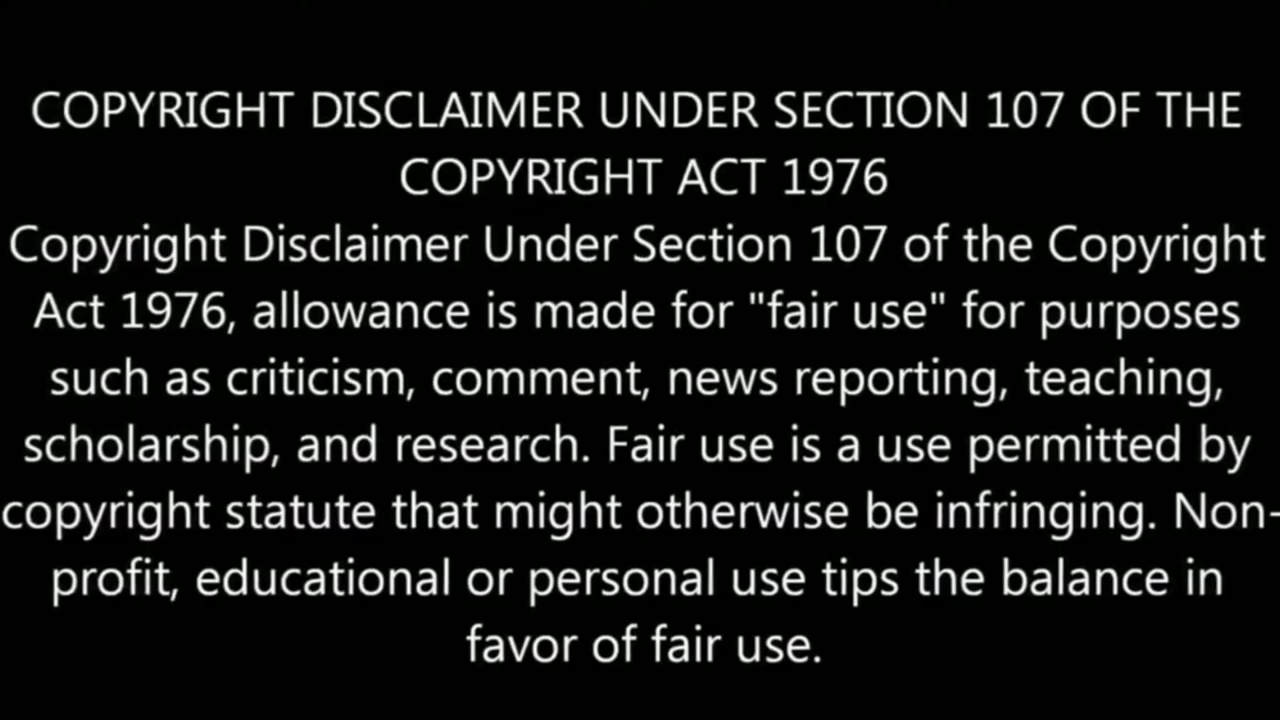 COPYRIGHT DISCLAIMER UNDER SECTION 107 OF THE
COPYRIGHT ACT 1976
Copyright Disclaimer Under Section 107 of the Copyright
Act 1976, allowance is made for "fair use" for purposes
such as criticism, comment, news reporting, teaching,
scholarship, and research. Fair use is a use permitted by
copyright statute that might otherwise be infringing. Non-
profit, educational or personal use tips the balance in
favor of fair use.